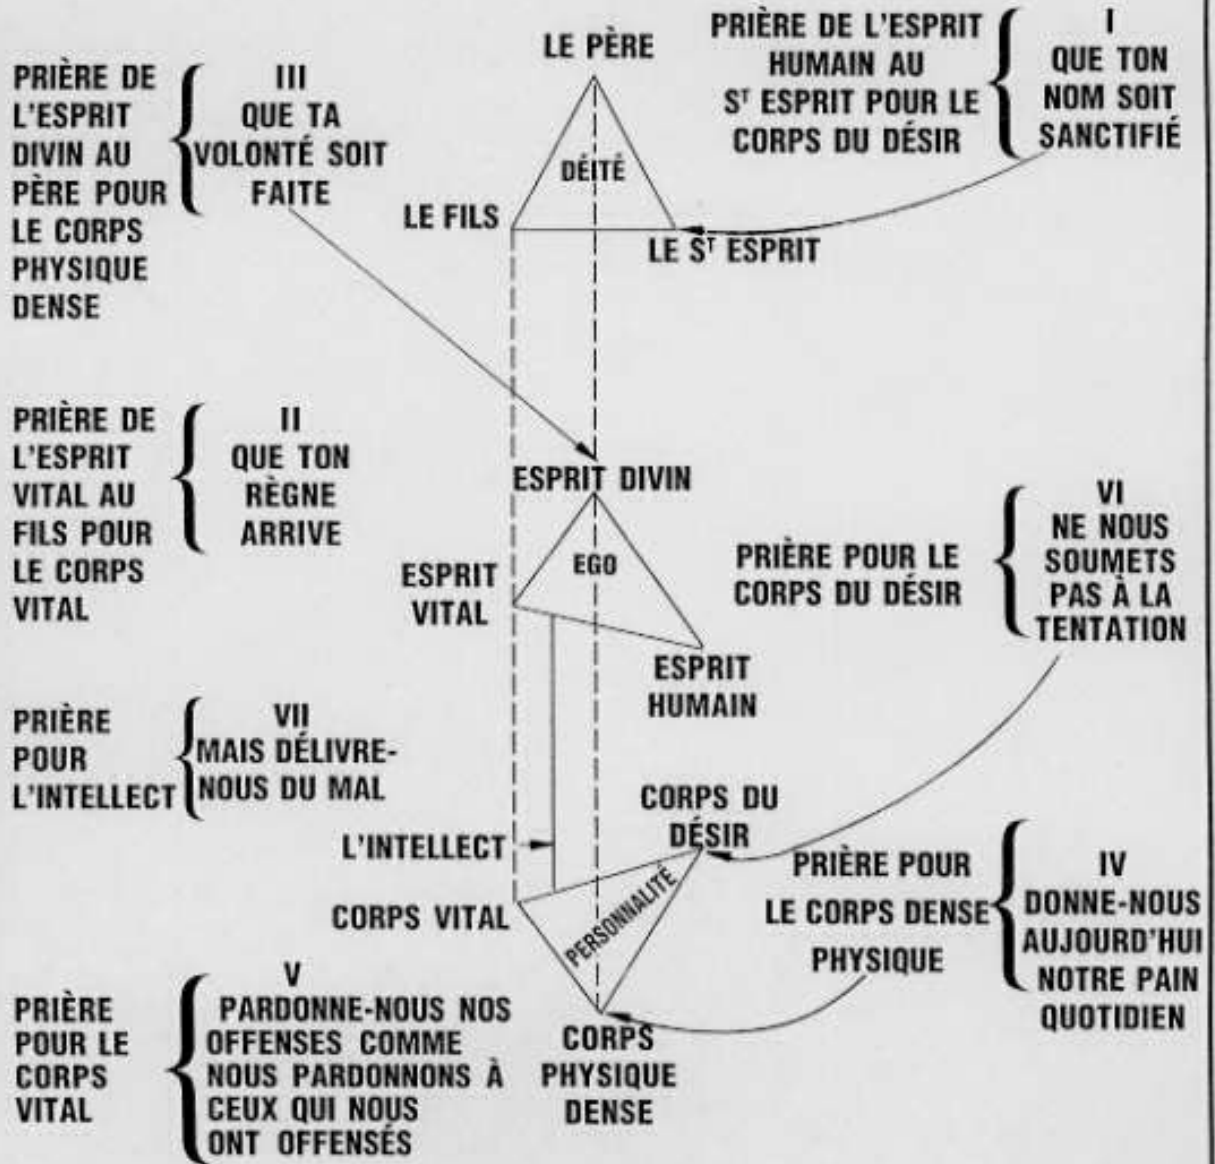 LE PÈRE
PRIÈRE DE L'ESPRIT
HUMAIN AU
Sᵀ ESPRIT POUR LE
CORPS DU DÉSIR
I
QUE TON
NOM SOIT
SANCTIFIÉ
PRIÈRE DE
L'ESPRIT
DIVIN AU
PÈRE POUR
LE CORPS
PHYSIQUE
DENSE
III
QUE TA
VOLONTÉ SOIT
FAITE
DÉITÉ
LE FILS
LE Sᵀ ESPRIT
PRIÈRE DE
L'ESPRIT
VITAL AU
FILS POUR
LE CORPS
VITAL
II
QUE TON
RÈGNE
ARRIVE
ESPRIT DIVIN
EGO
ESPRIT
VITAL
ESPRIT
HUMAIN
PRIÈRE POUR LE
CORPS DU DÉSIR
VI
NE NOUS
SOUMETS
PAS À LA
TENTATION
PRIÈRE
POUR
L'INTELLECT
VII
MAIS DÉLIVRE-
NOUS DU MAL
CORPS DU
DÉSIR
L'INTELLECT
CORPS VITAL
PERSONNALITÉ
PRIÈRE POUR
LE CORPS DENSE
PHYSIQUE
IV
DONNE-NOUS
AUJOURD'HUI
NOTRE PAIN
QUOTIDIEN
PRIÈRE
POUR LE
CORPS
VITAL
V
PARDONNE-NOUS NOS
OFFENSES COMME
NOUS PARDONNONS À
CEUX QUI NOUS
ONT OFFENSÉS
CORPS
PHYSIQUE
DENSE